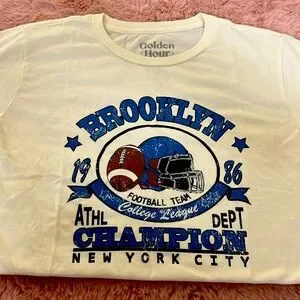 Golden
Hour
BROOKLYN
19 86
FOOTBALL TEAM
College League
ATHL DEPT
CHAMPION
NEW YORK CITY